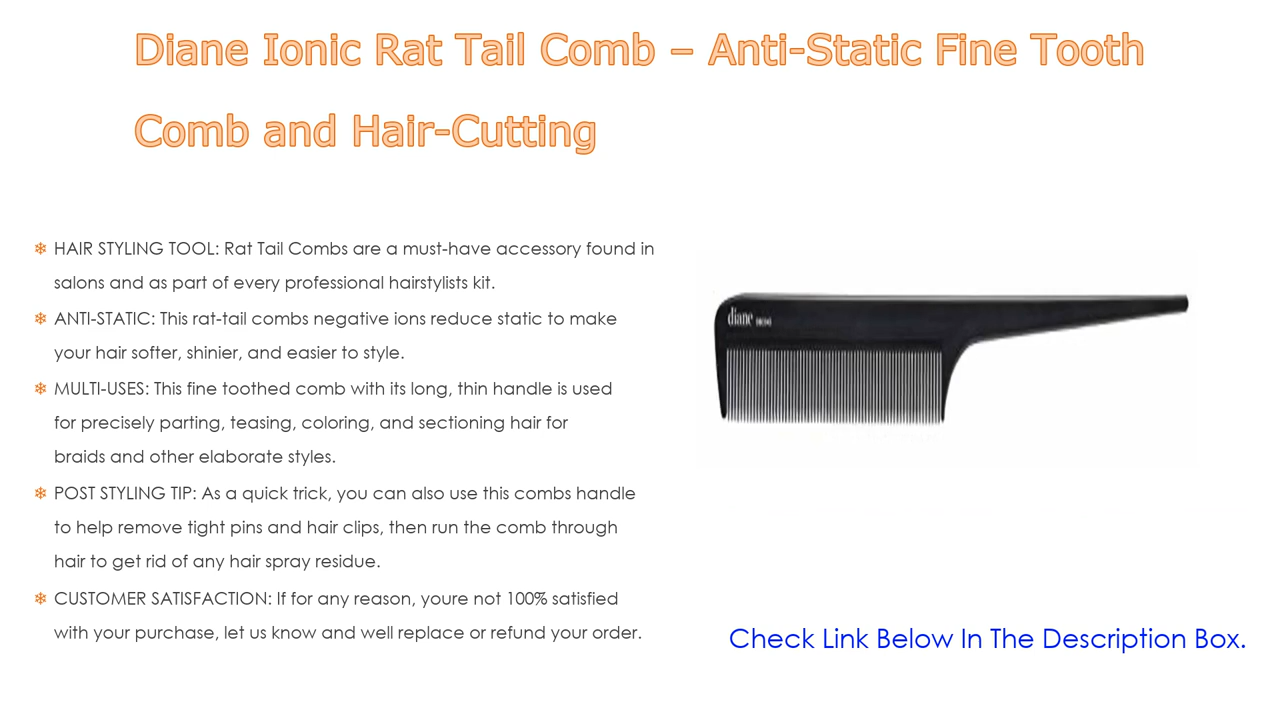 Diane Ionic Rat Tail Comb – Anti-Static Fine Tooth
Comb and Hair-Cutting
HAIR STYLING TOOL: Rat Tail Combs are a must-have accessory found in
salons and as part of every professional hairstylists kit.
ANTI-STATIC: This rat-tail combs negative ions reduce static to make
your hair softer, shinier, and easier to style.
MULTI-USES: This fine toothed comb with its long, thin handle is used
for precisely parting, teasing, coloring, and sectioning hair for
braids and other elaborate styles.
POST STYLING TIP: As a quick trick, you can also use this combs handle
to help remove tight pins and hair clips, then run the comb through
hair to get rid of any hair spray residue.
CUSTOMER SATISFACTION: If for any reason, youre not 100% satisfied
with your purchase, let us know and well replace or refund your order.
diane
Check Link Below In The Description Box.